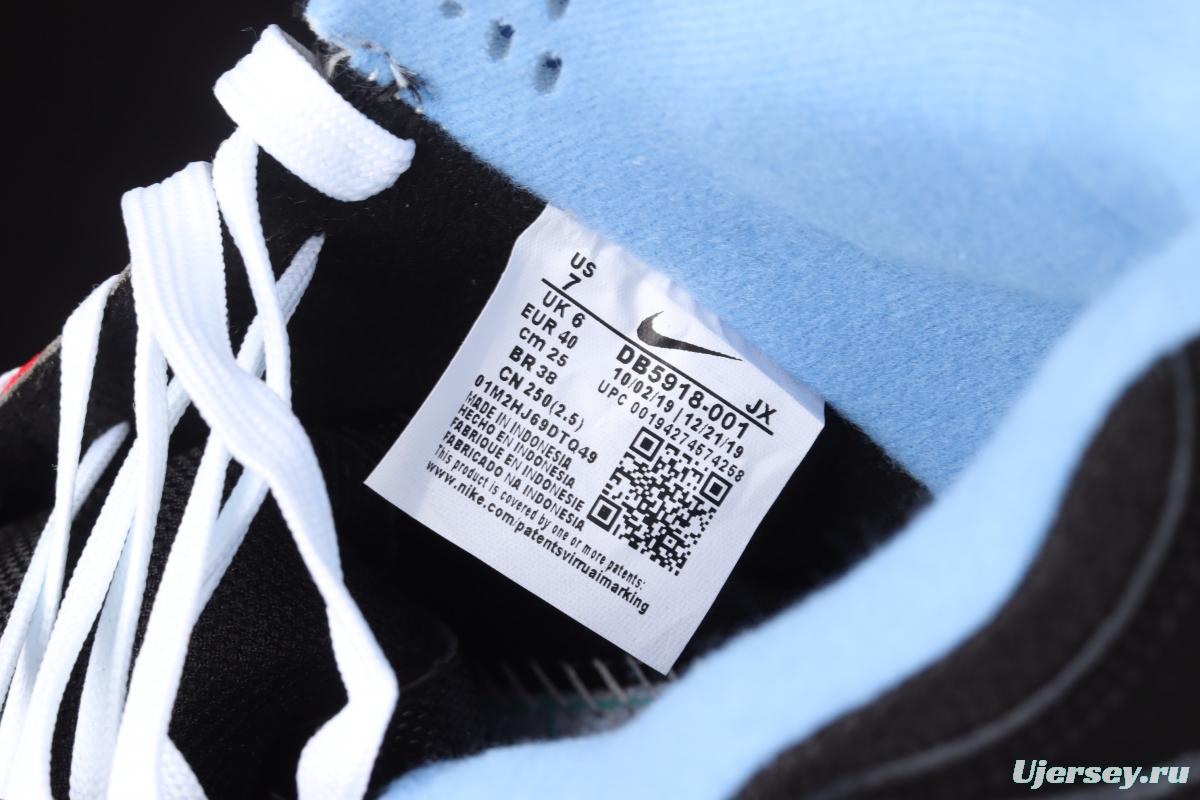 US
7
UK 6
EUR 40
cm 25
BR 38
CN 250(2.5)
01M2HJ69DTQ49
MADE IN INDONESIA
HECHO EN INDONESIA
FABRIQUE EN INDONESIE
FABRICADO NA INDONESIA
This product is covered by one or more patents:
www.nike.com/patentsvirruaimarking
DB5918-001 JX
10/02/19 | 12/21/19
UPC 00194274574258
Ujersey.ru